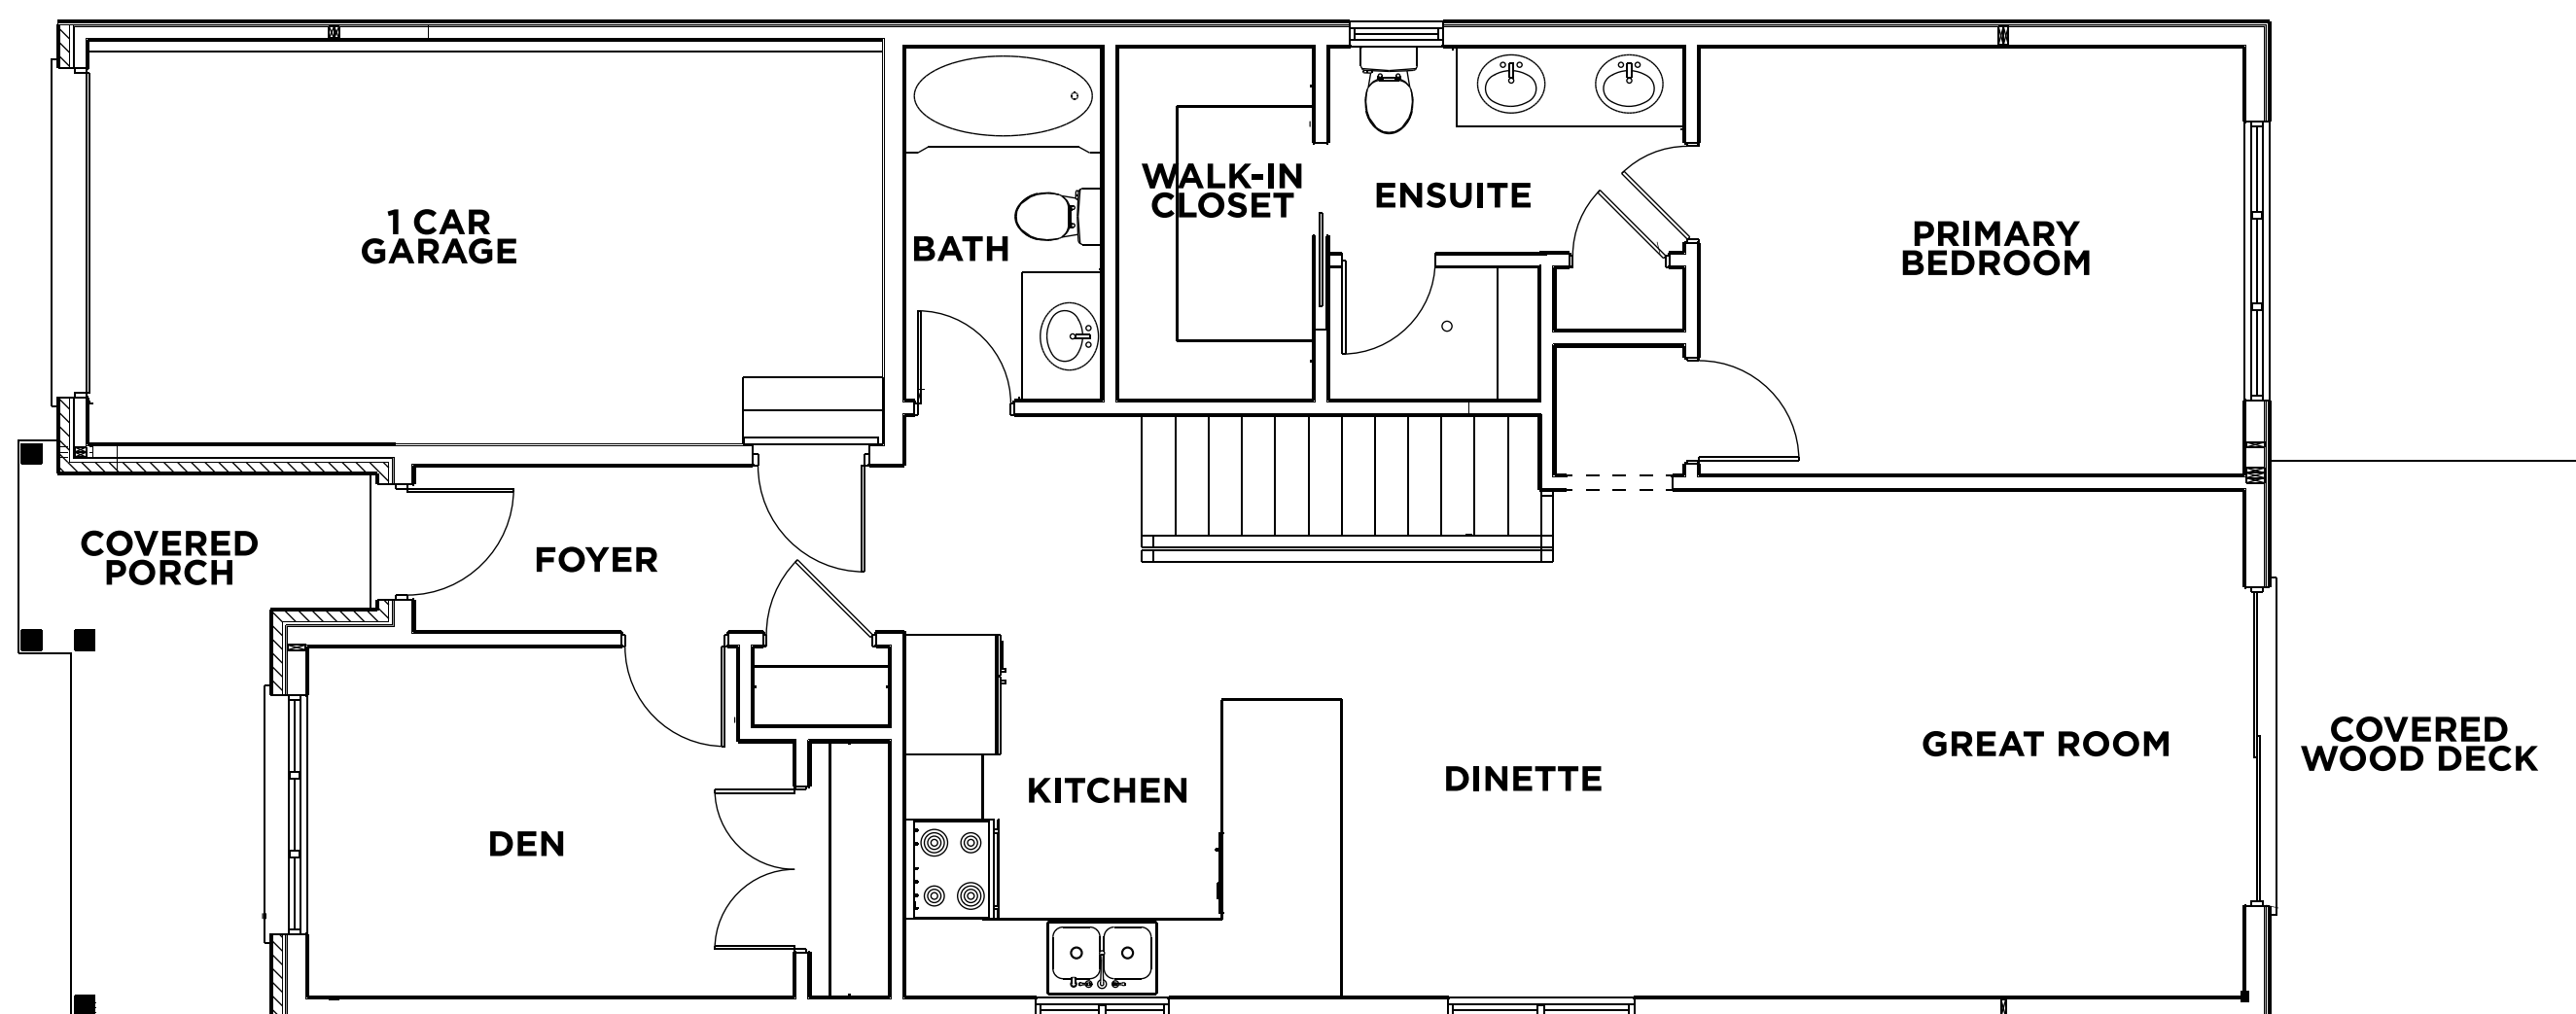 1 CAR
GARAGE
BATH
WALK-IN
CLOSET
ENSUITE
PRIMARY
BEDROOM
COVERED
PORCH
FOYER
DEN
KITCHEN
DINETTE
GREAT ROOM
COVERED
WOOD DECK